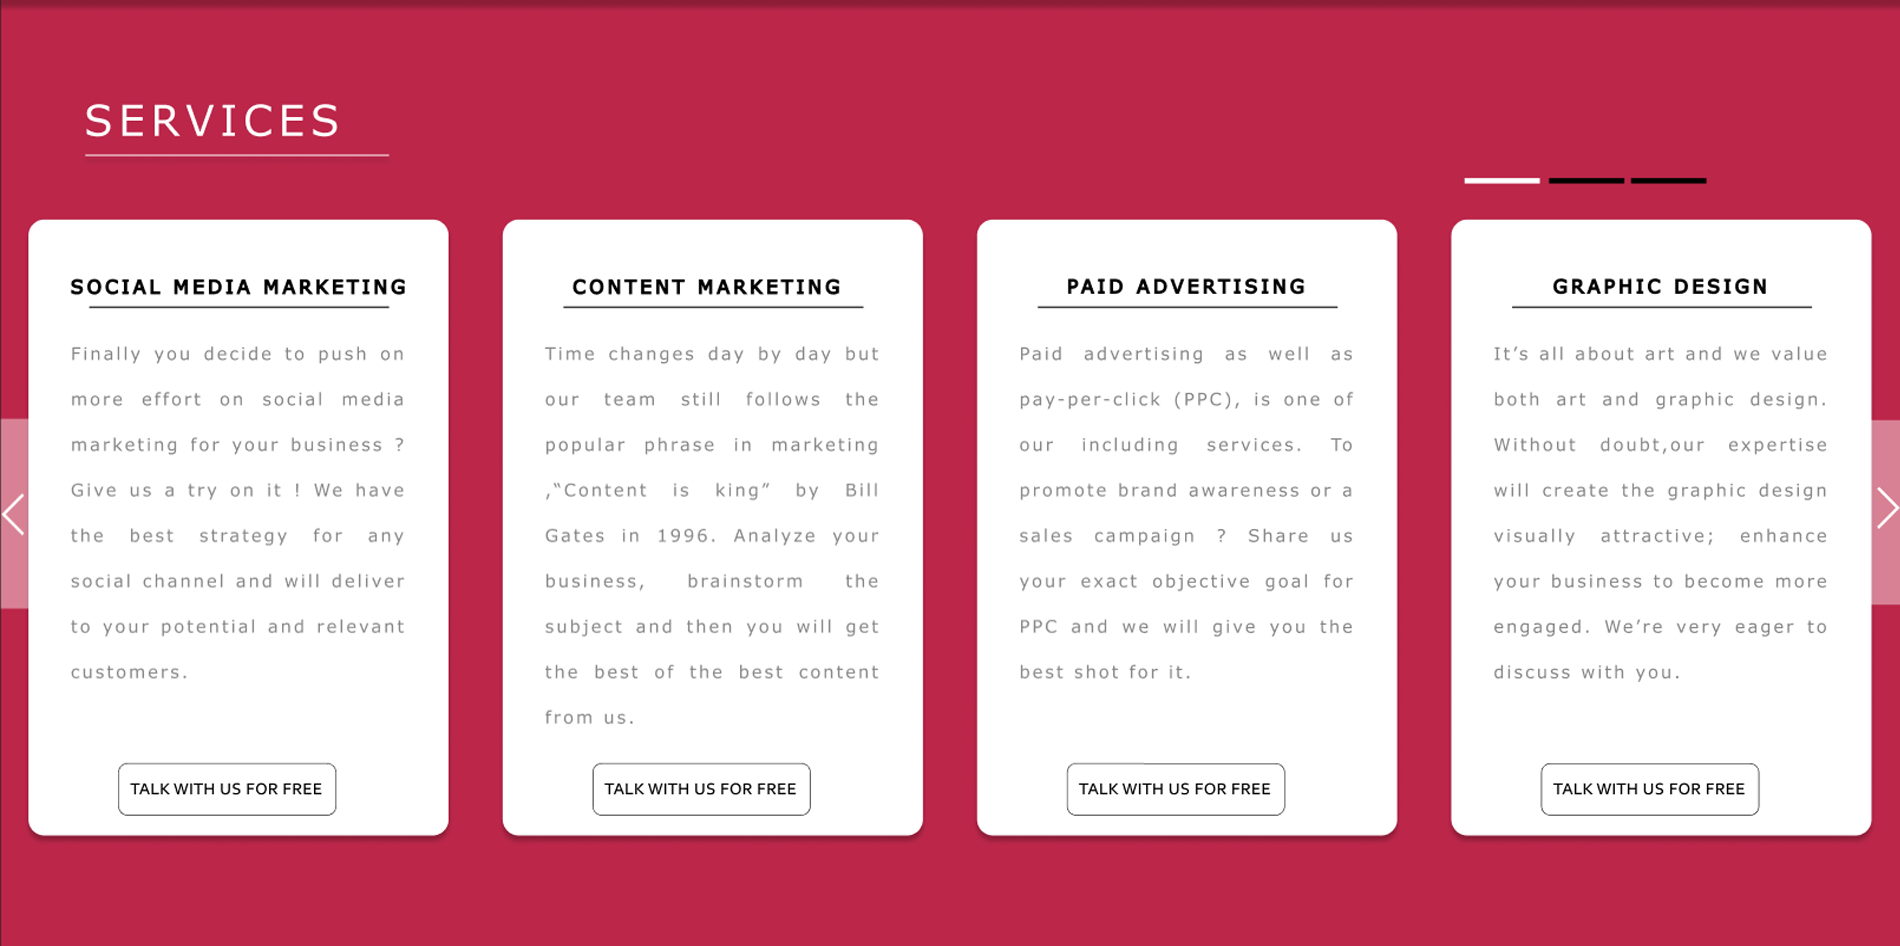 SERVICES
SOCIAL MEDIA MARKETING
Finally you decide to push on
more effort on social media
marketing for your business ?
Give us a try on it ! We have
the best strategy for any
social channel and will deliver
to your potential and relevant
customers.
TALK WITH US FOR FREE
CONTENT MARKETING
Time changes day by day but
our team still follows the
popular phrase in marketing
,“Content is king” by Bill
Gates in 1996. Analyze your
business, brainstorm the
subject and then you will get
the best of the best content
from us.
TALK WITH US FOR FREE
PAID ADVERTISING
Paid advertising as well as
pay-per-click (PPC), is one of
our including services. To
promote brand awareness or a
sales campaign ? Share us
your exact objective goal for
PPC and we will give you the
best shot for it.
TALK WITH US FOR FREE
GRAPHIC DESIGN
It’s all about art and we value
both art and graphic design.
Without doubt,our expertise
will create the graphic design
visually attractive; enhance
your business to become more
engaged. We’re very eager to
discuss with you.
TALK WITH US FOR FREE